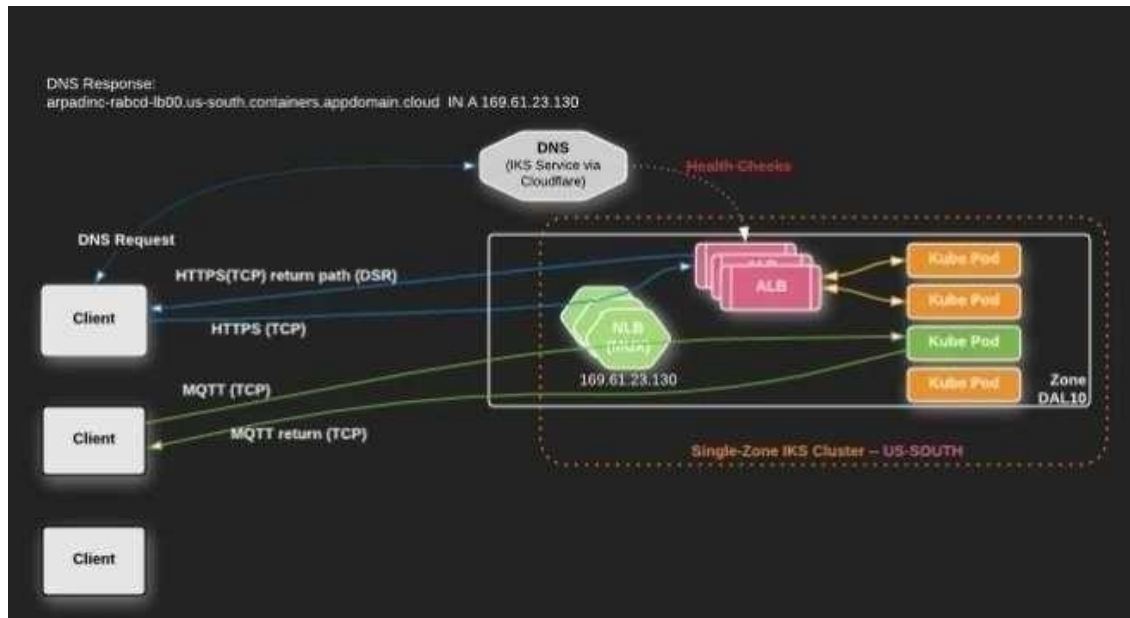 DNS Response:
arpadinc-rabcd-lb00.us-south.containers.appdomain.cloud IN A 169.61.23.130
DNS
(IKS Service via
Cloudflare)
Health Checks
DNS Request
HTTPS(TCP) return path (DSR)
Client
HTTPS (TCP)
ALB
Kube Pod
Kube Pod
NLB
(MUX)
Kube Pod
169.61.23.130
Kube Pod
Zone
DAL10
MQTT (TCP)
Client
MQTT return (TCP)
Single-Zone IKS Cluster -- US-SOUTH
Client